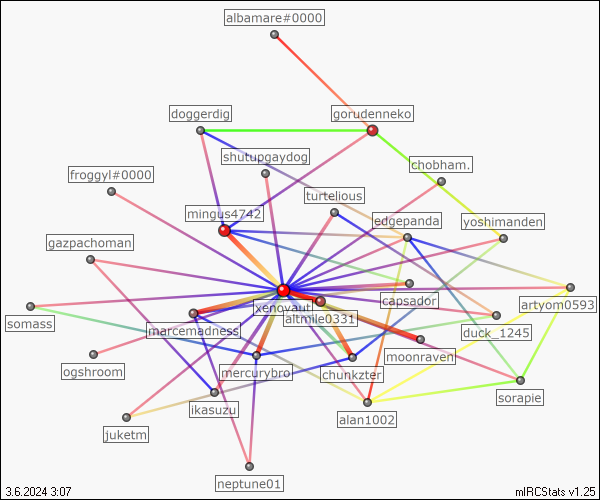 albamare#0000
doggerdig
gorudenneko
shutupgaydog
chobham.
froggyl#0000
turtelious
mingus4742
edgepanda
yoshimanden
gazpachoman
xenovauti
capsador
artyom0593
somass
marcemadness
altmile0331
duck_1245
ogshroom
mercurybro
chunkzter
moonraven
ikasuzu
alan1002
sorapie
juketm
neptune01
3.6.2024 3:07
mIRCStats v1.25